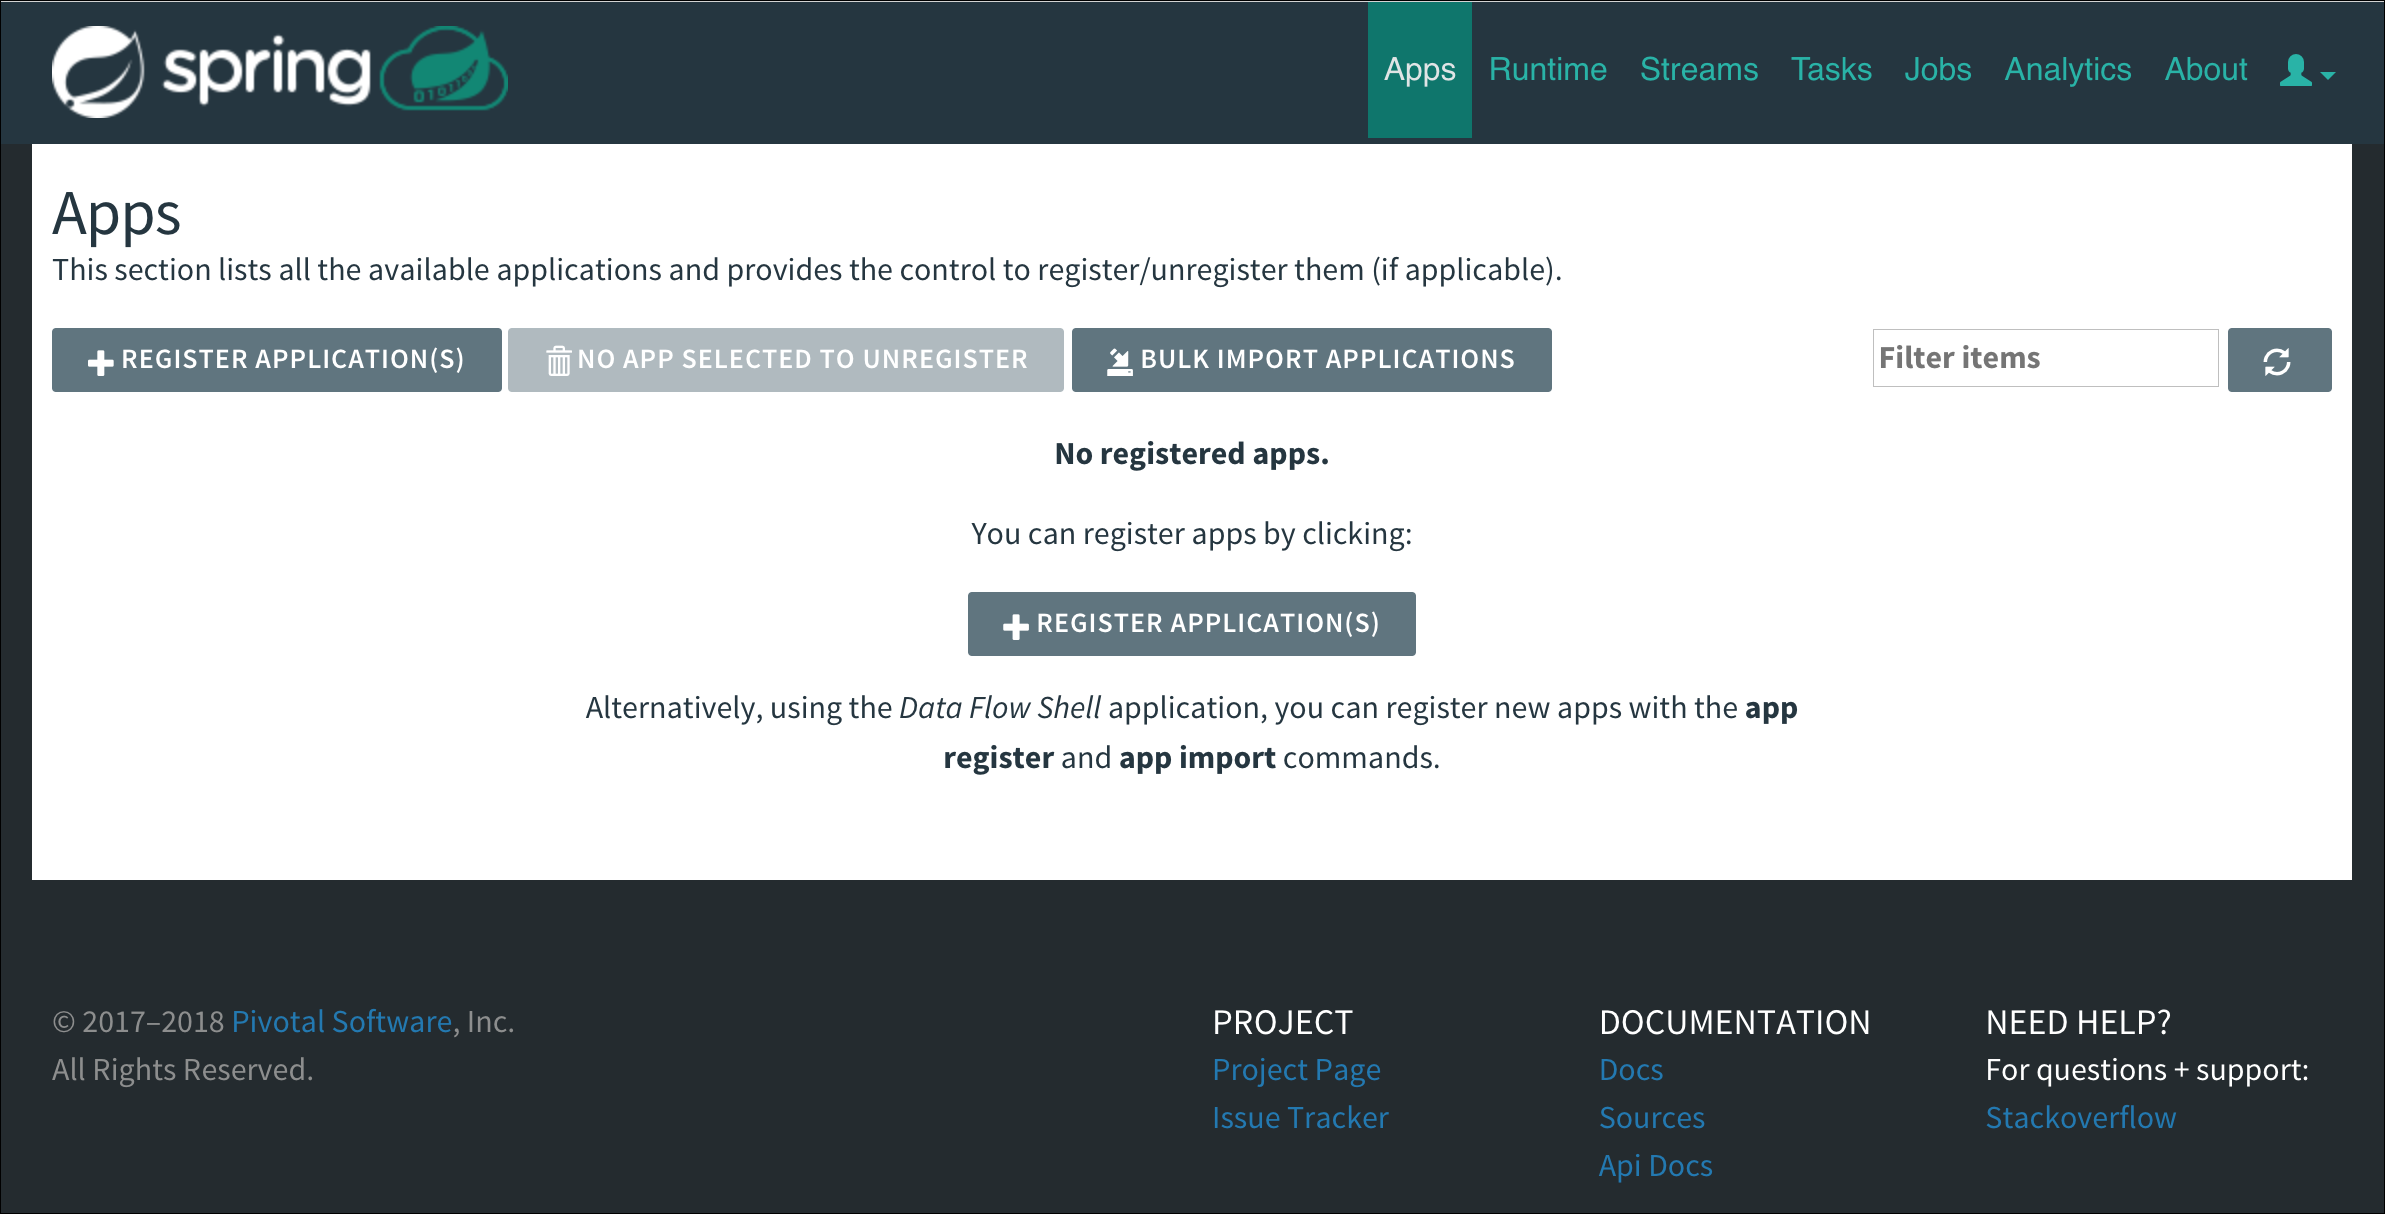 spring
Apps Runtime Streams Tasks Jobs Analytics About
Apps
This section lists all the available applications and provides the control to register/unregister them (if applicable).
REGISTER APPLICATION(S) NO APP SELECTED TO UNREGISTER BULK IMPORT APPLICATIONS Filter items
No registered apps.
You can register apps by clicking:
REGISTER APPLICATION(S)
Alternatively, using the Data Flow Shell application, you can register new apps with the app
register and app import commands.
© 2017–2018 Pivotal Software, Inc.
All Rights Reserved.
PROJECT
Project Page
Issue Tracker
DOCUMENTATION
Docs
Sources
Api Docs
NEED HELP?
For questions + support:
Stackoverflow